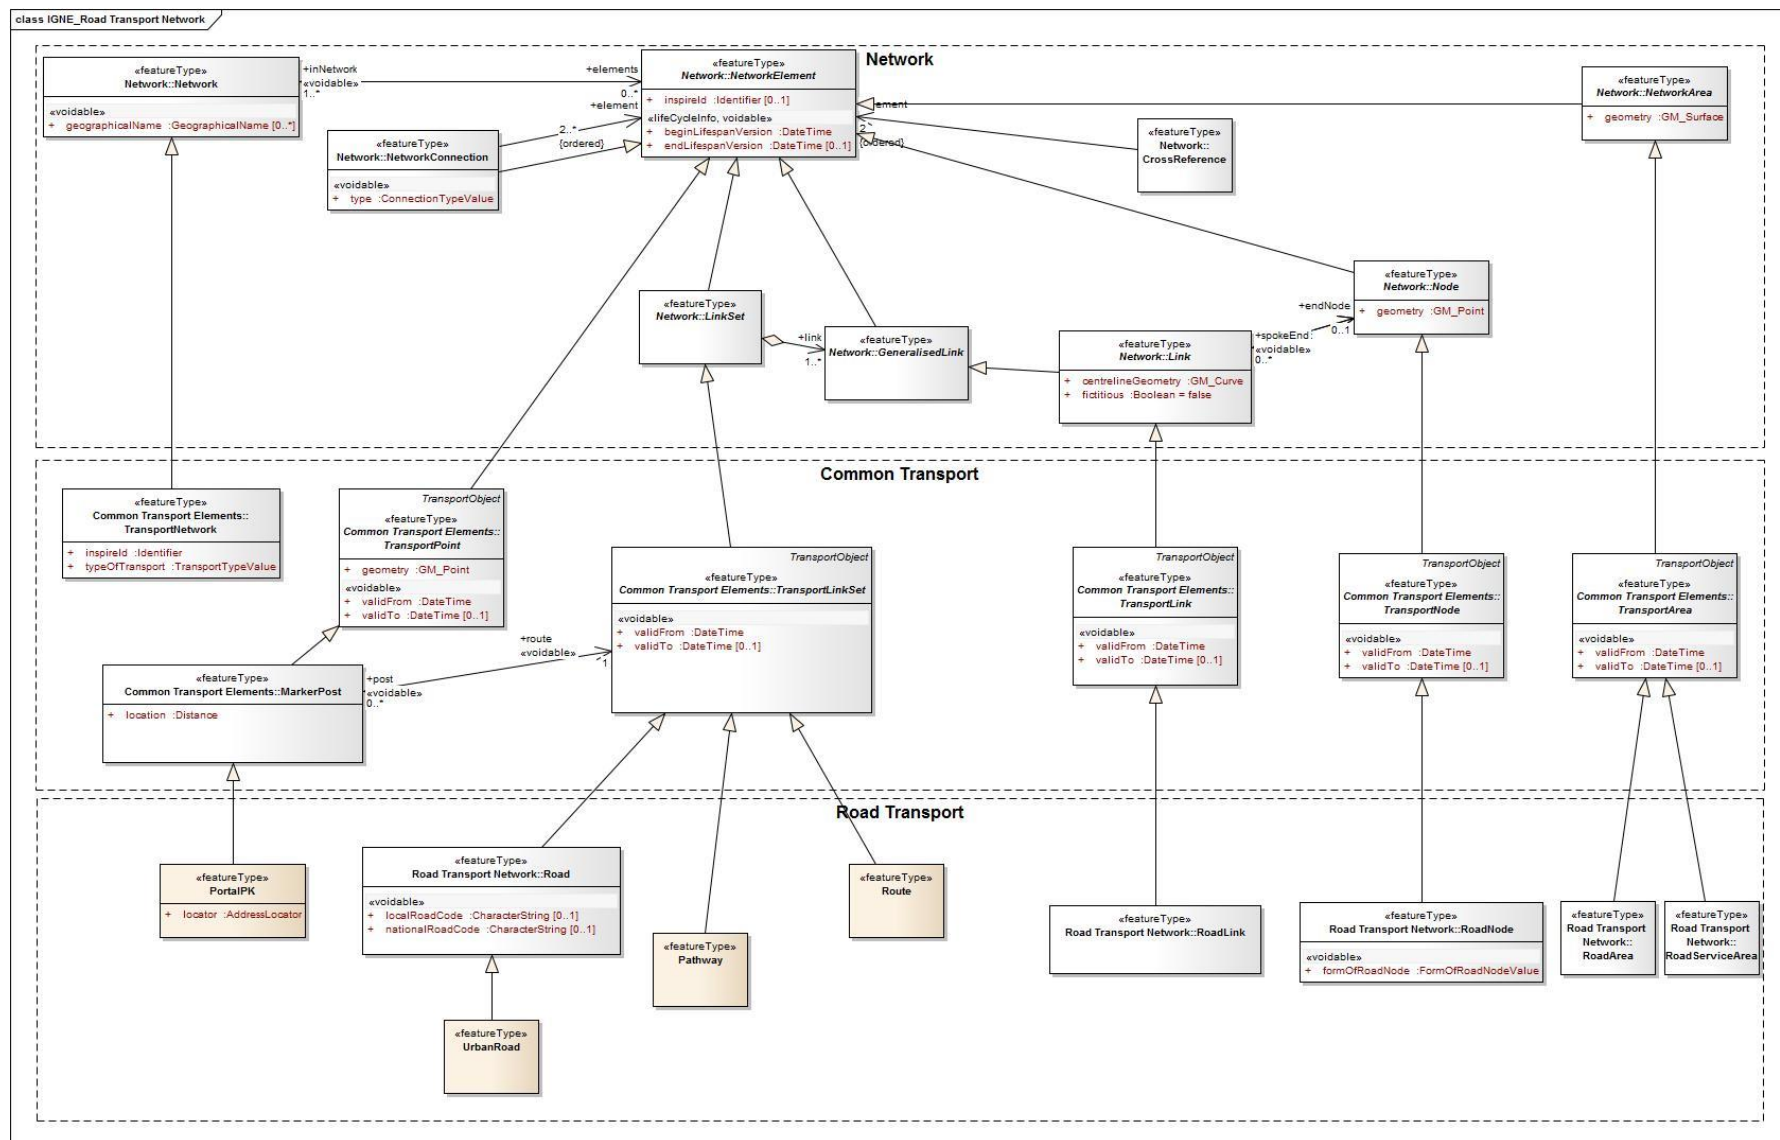 class IGNE_Road Transport Network
Network
«featureType»
Network::Network
«voidable»
+ geographicalName :GeographicalName [0..*]
+inNetwork
«voidable»
1..*
+elements
0..*
«featureType»
Network::NetworkElement
+ inspireId :Identifier [0..1]
«lifeCycleInfo, voidable»
+ beginLifespanVersion :DateTime
+ endLifespanVersion :DateTime [0..1]
+element
2..*
{ordered}
«featureType»
Network::NetworkConnection
«voidable»
+ type :ConnectionTypeValue
ement
2
{ordered}
«featureType»
Network::
CrossReference
«featureType»
Network::NetworkArea
+ geometry :GM_Surface
«featureType»
Network::Node
+ geometry :GM_Point
«featureType»
Network::LinkSet
+link
1..*
«featureType»
Network::GeneralisedLink
«featureType»
Network::Link
+ centrelineGeometry :GM_Curve
+ fictitious :Boolean = false
+endNode
0..1
+spokeEnd
«voidable»
0..*
Common Transport
«featureType»
Common Transport Elements::
TransportNetwork
+ inspireId :Identifier
+ typeOfTransport :TransportTypeValue
TransportObject
«featureType»
Common Transport Elements::
TransportPoint
+ geometry :GM_Point
«voidable»
+ validFrom :DateTime
+ validTo :DateTime [0..1]
TransportObject
«featureType»
Common Transport Elements::TransportLinkSet
«voidable»
+ validFrom :DateTime
+ validTo :DateTime [0..1]
TransportObject
«featureType»
Common Transport Elements::
TransportLink
«voidable»
+ validFrom :DateTime
+ validTo :DateTime [0..1]
TransportObject
«featureType»
Common Transport Elements::
TransportNode
«voidable»
+ validFrom :DateTime
+ validTo :DateTime [0..1]
TransportObject
«featureType»
Common Transport Elements::
TransportArea
«voidable»
+ validFrom :DateTime
+ validTo :DateTime [0..1]
+route
«voidable»
1
+post
«voidable»
0..*
«featureType»
Common Transport Elements::MarkerPost
+ location :Distance
Road Transport
«featureType»
PortalPK
+ locator :AddressLocator
«featureType»
Road Transport Network::Road
«voidable»
+ localRoadCode :CharacterString [0..1]
+ nationalRoadCode :CharacterString [0..1]
«featureType»
Route
«featureType»
Pathway
«featureType»
UrbanRoad
«featureType»
Road Transport Network::RoadLink
«featureType»
Road Transport Network::RoadNode
«voidable»
+ formOfRoadNode :FormOfRoadNodeValue
«featureType»
Road Transport
Network::
RoadArea
«featureType»
Road Transport
Network::
RoadServiceArea